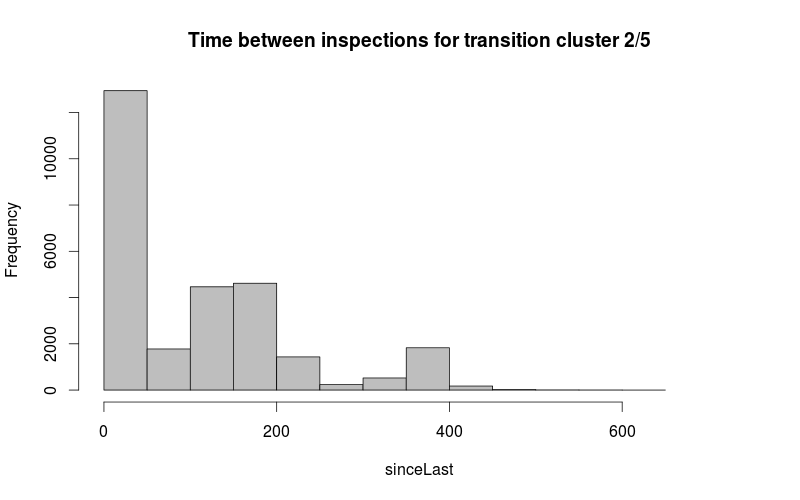 Time between inspections for transition cluster 2/5
Frequency
10000
6000
2000
0
0 200 400 600
sinceLast